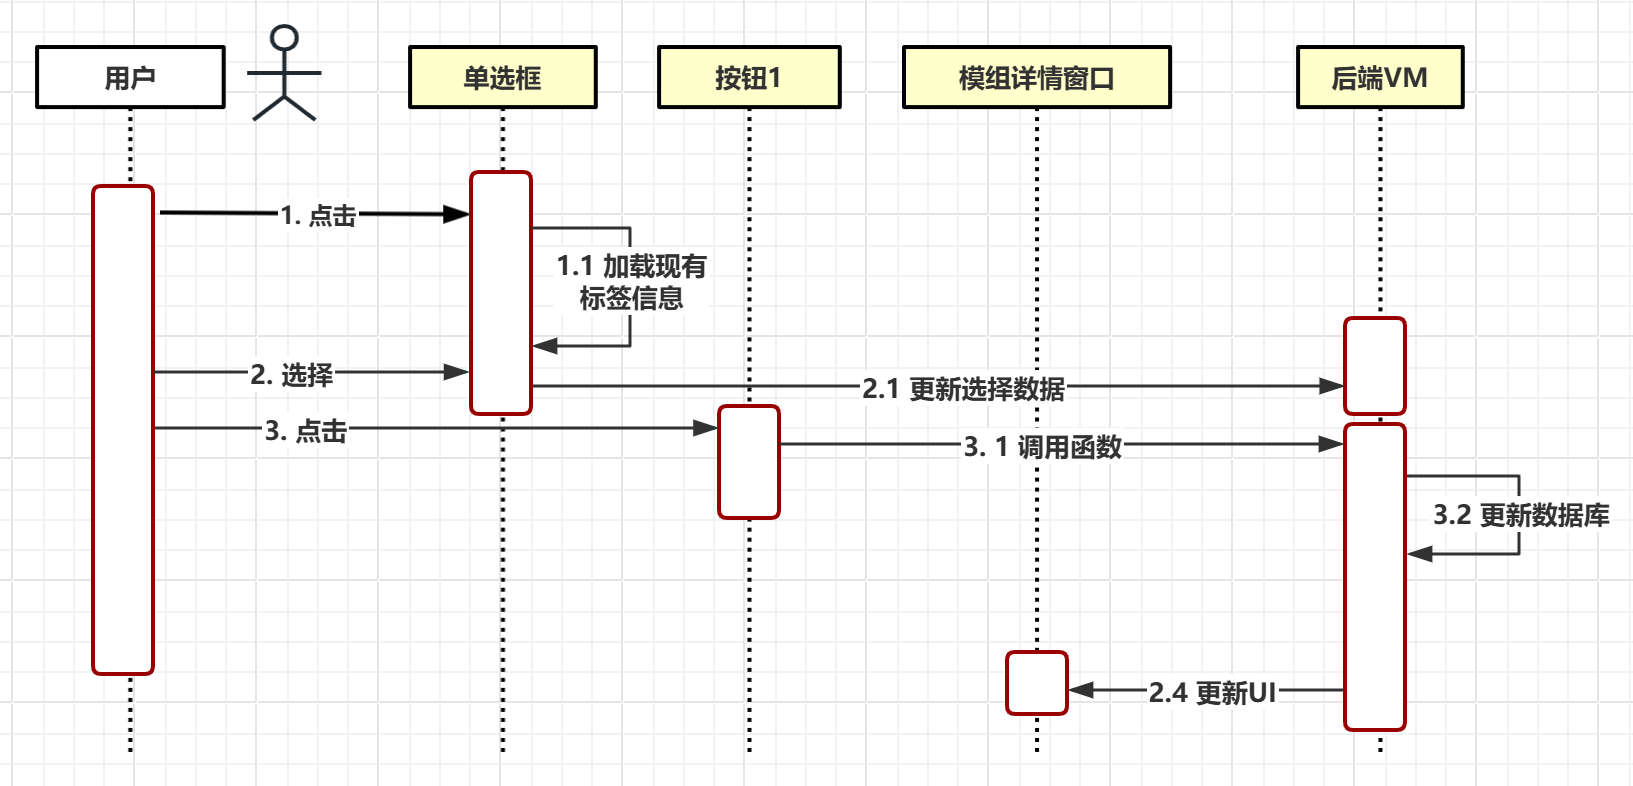 用户
单选框
按钮1
模组详情窗口
后端VM
1. 点击
1.1 加载现有
标签信息
2. 选择
2.1 更新选择数据
3. 点击
3. 1 调用函数
3.2 更新数据库
2.4 更新UI